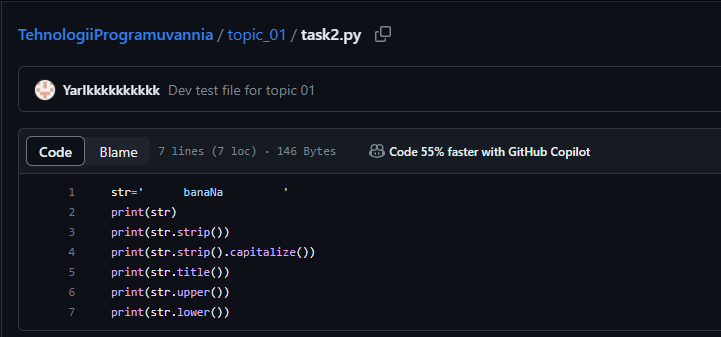 TehnologiiProgramuvannia / topic_01 / task2.py
Yarlkkkkkkkkkk Dev test file for topic 01
Code Blame 7 lines (7 loc) · 146 Bytes Code 55% faster with GitHub Copilot
1 str='      banaNa         '
2 print(str)
3 print(str.strip())
4 print(str.strip().capitalize())
5 print(str.title())
6 print(str.upper())
7 print(str.lower())